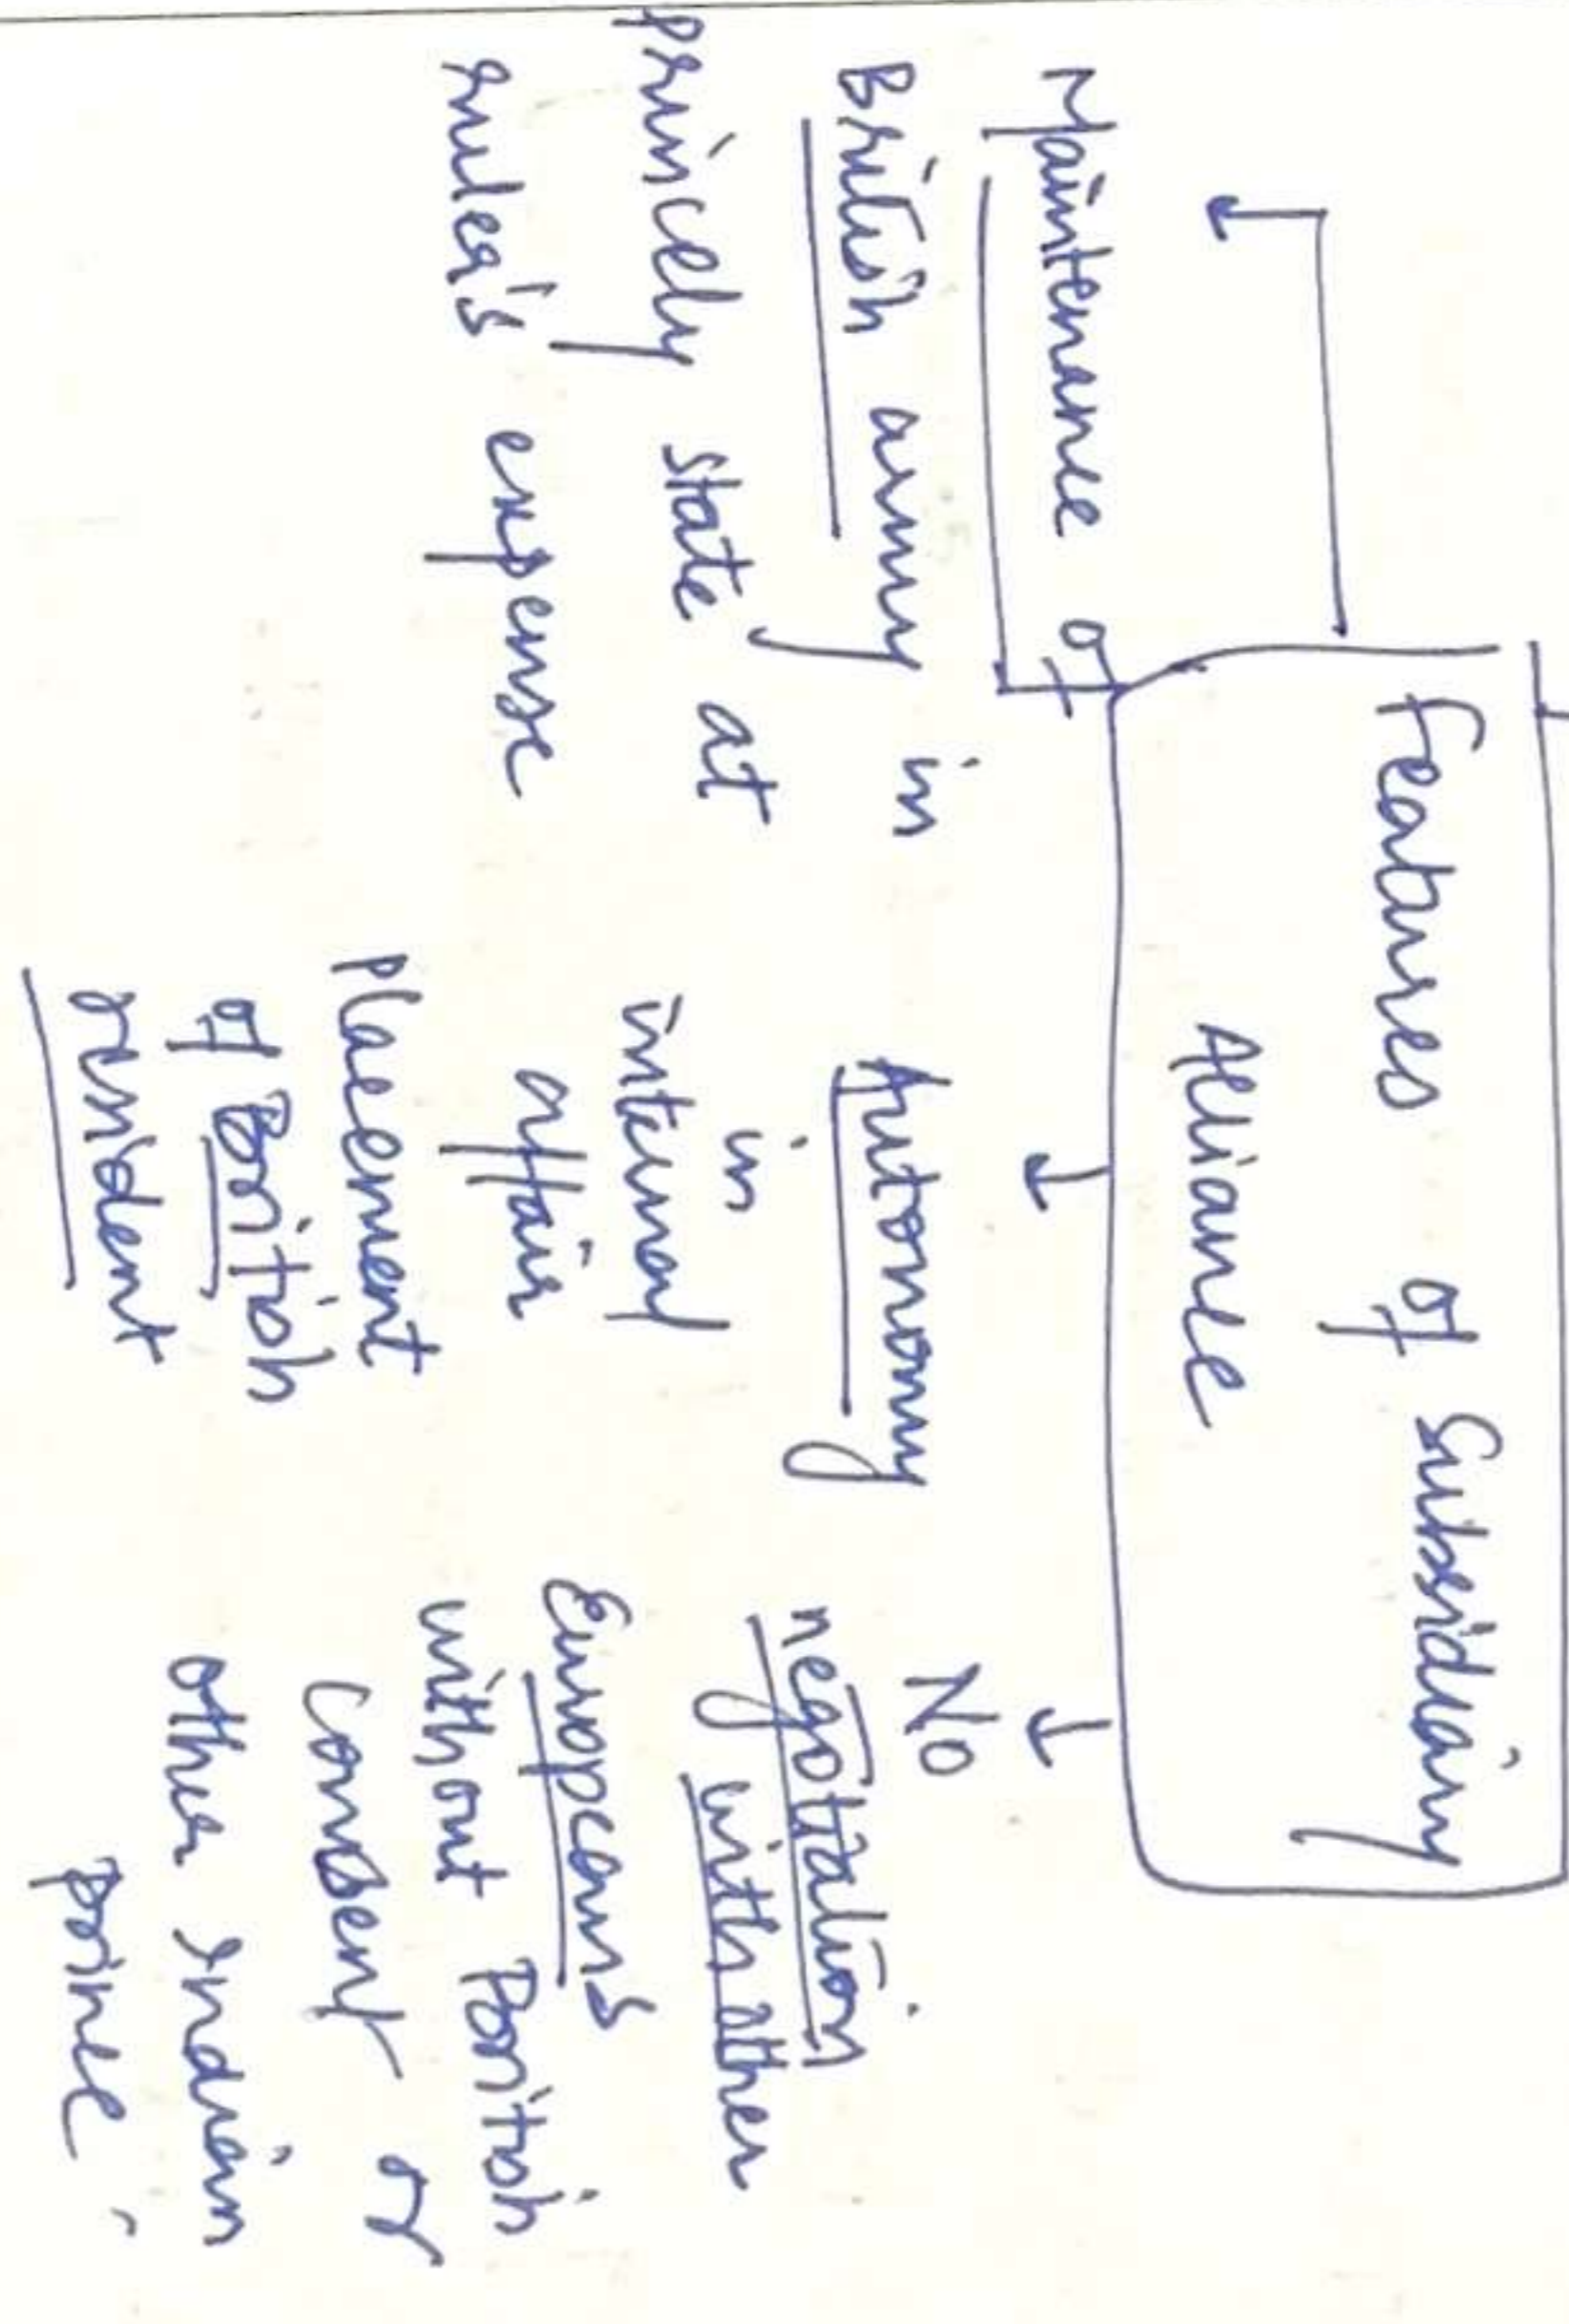 Features of Subsidiary
Alliance
Maintenance of
British army in
princely state at
ruler's expense
Autonomy
in
internal
affair
Placement
of British
resident
No
negotiation
with other
Europeans
without British
consent or
other Indian
prince